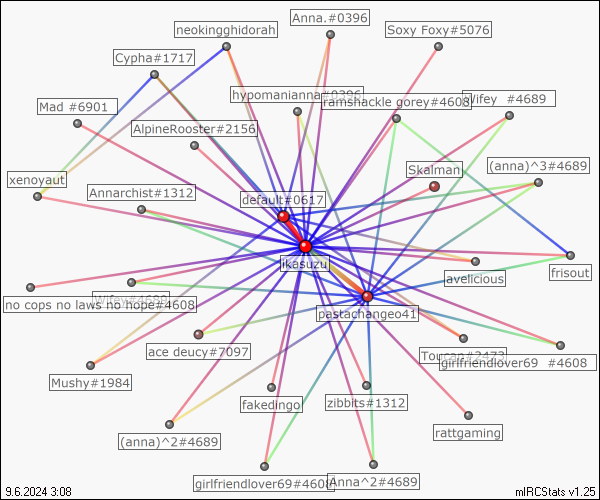 Anna.#0396
neokingghidorah
Soxy Foxy#5076
Cypha#1717
hypomanianna#0396
ramshackle gorey#4608
Wifey  #4689
Mad #6901
AlpineRooster#2156
Skalman
(anna)^3#4689
xenoyaut
Annarchist#1312
default#0617
jkasuzu
avelicious
frisout
no cops no laws no hope#4608
Wifey#4689
pastachangeo41
ace deucy#7097
Toucan#2473
girlfriendlover69  #4608
Mushy#1984
fakedingo
zibbits#1312
(anna)^2#4689
rattgaming
girlfriendlover69#4608
Anna^2#4689
9.6.2024 3:08
mIRCStats v1.25